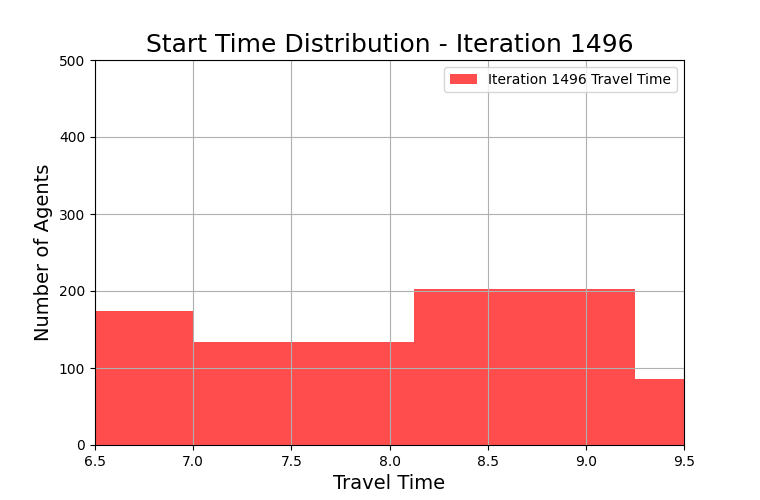 Start Time Distribution - Iteration 1496
Iteration 1496 Travel Time
Number of Agents
500
400
300
200
100
0
6.5 7.0 7.5 8.0 8.5 9.0 9.5
Travel Time